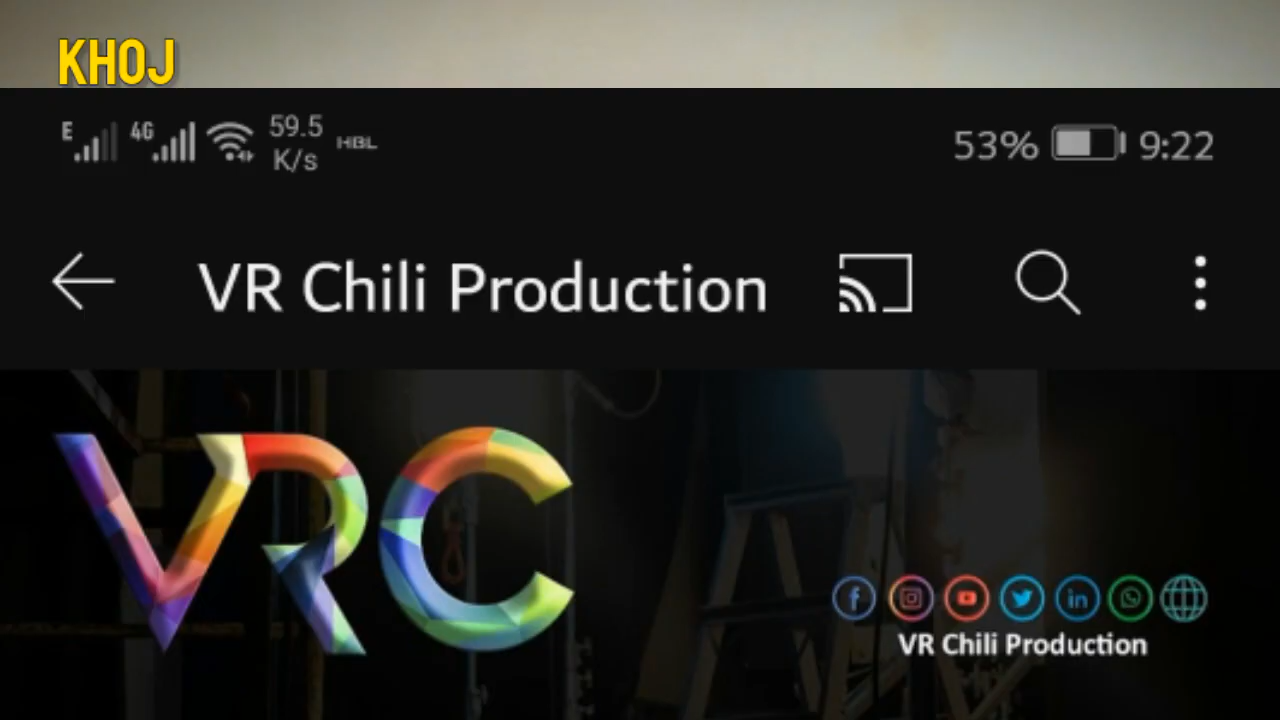 KHOJ
E 4G 59.5 K/s HBL 53% 9:22
VR Chili Production
VRC
VR Chili Production